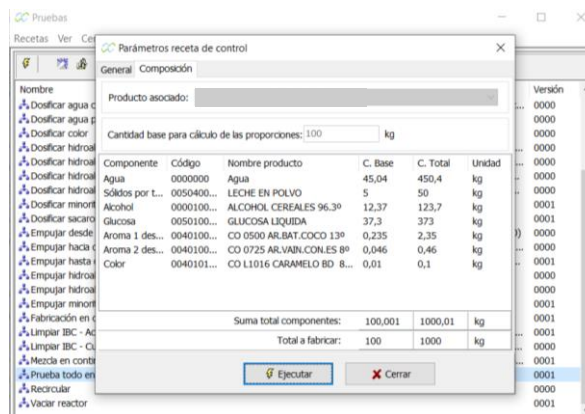 Pruebas
Recetas Ver Cen
Parámetros receta de control
General Composición
Producto asociado:
Cantidad base para cálculo de las proporciones: 100 kg
Componente Código Nombre producto C. Base C. Total Unidad
Agua 0000000 Agua 45,04 450,4 kg
Sólidos por t... 0050400... LECHE EN POLVO 5 50 kg
Alcohol 0000100... ALCOHOL CEREALES 96.3º 12,37 123,7 kg
Glucosa 0050100... GLUCOSA LIQUIDA 37,3 373 kg
Aroma 1 des... 0040100... CO 0500 AR.BAT.COCO 13º 0,235 2,35 kg
Aroma 2 des... 0040100... CO 0725 AR.VAIN.CON.ES 8º 0,046 0,46 kg
Color 0040101... CO L1016 CARAMELO BD 8... 0,01 0,1 kg
Suma total componentes: 100,001 1000,01 kg
Total a fabricar: 100 1000 kg
Ejecutar Cerrar
Nombre Versión
Dosificar agua c 0000
Dosificar agua p 0000
Dosificar color 0000
Dosificar hidroal 0000
Dosificar hidroal 0000
Dosificar hidroal 0000
Dosificar minorit 0001
Dosificar sacaro 0000
Empujar desde 0000
Empujar hacia c 0000
Empujar hasta 0001
Empujar hidroa 0000
Empujar hidroa 0000
Empujar minorit 0001
Fabricación en c 0001
Limpiar IBC - Ac 0001
Limpiar IBC - Cu 0000
Mezcla en conti 0001
Prueba todo en 0001
Recircular 0000
Vaciar reactor 0001